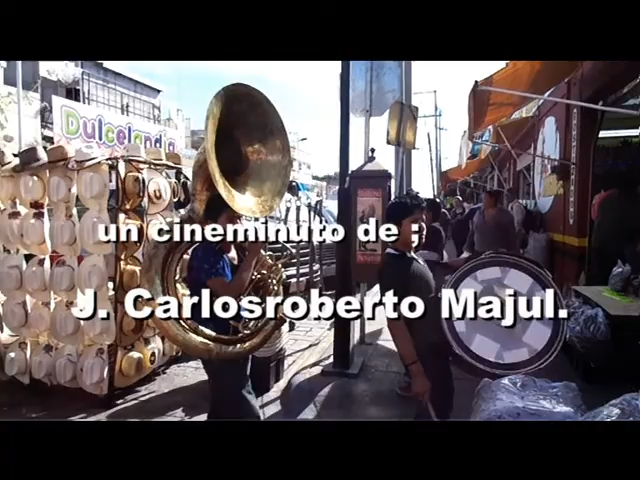 Dulcelandia
un cineminuto de ;
J. Carlosroberto Majul.